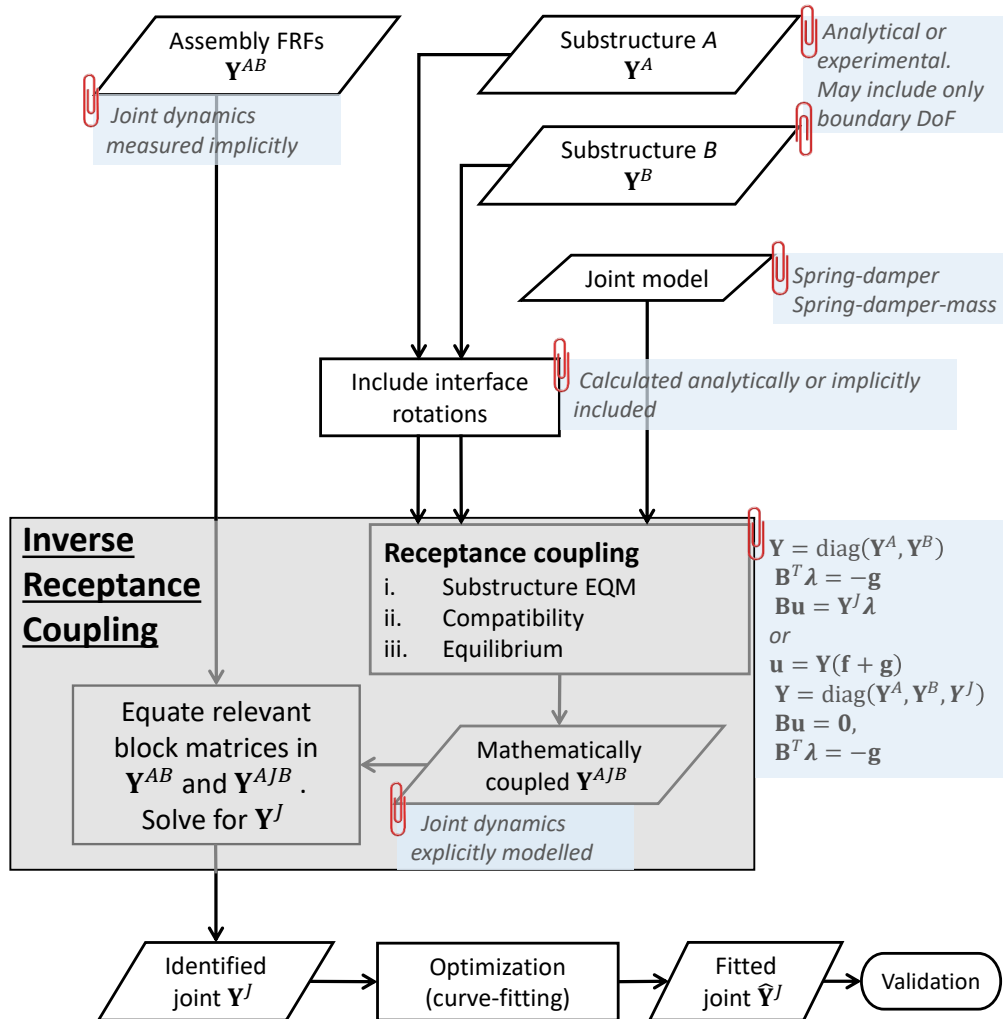 Assembly FRFs
𝐘^{AB}
Joint dynamics
measured implicitly
Substructure A
𝐘^{A}
Analytical or
experimental.
May include only
boundary DoF
Substructure B
𝐘^{B}
Joint model
Spring-damper
Spring-damper-mass
Include interface
rotations
Calculated analytically or implicitly
included
Inverse
Receptance
Coupling
Receptance coupling
i. Substructure EQM
ii. Compatibility
iii. Equilibrium
𝐘 = diag(𝐘^{A}, 𝐘^{B})
𝐁^{T}𝝀 = −𝐠
𝐁𝐮 = 𝐘^{J}𝝀
or
𝐮 = 𝐘(𝐟 + 𝐠)
𝐘 = diag(𝐘^{A}, 𝐘^{B}, 𝒀^{J})
𝐁𝐮 = 𝟎,
𝐁^{T}𝝀 = −𝐠
Equate relevant
block matrices in
𝐘^{AB} and 𝐘^{AJB} .
Solve for 𝐘^{J}
Mathematically
coupled 𝐘^{AJB}
Joint dynamics
explicitly modelled
Identified
joint 𝐘^{J}
Optimization
(curve-fitting)
Fitted
joint 𝐘̂^{J}
Validation